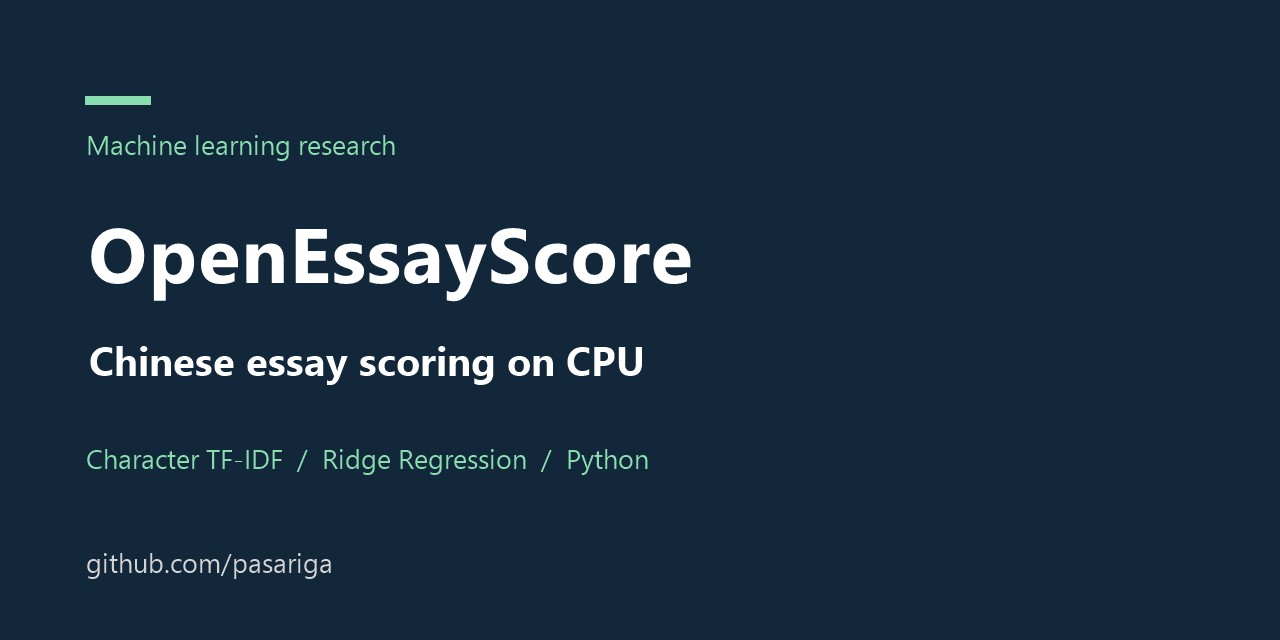 Machine learning research
OpenEssayScore
Chinese essay scoring on CPU
Character TF-IDF / Ridge Regression / Python
github.com/pasariga